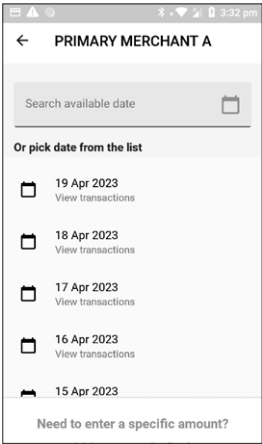 3:32 pm
PRIMARY MERCHANT A
Search available date
Or pick date from the list
19 Apr 2023
View transactions
18 Apr 2023
View transactions
17 Apr 2023
View transactions
16 Apr 2023
View transactions
15 Apr 2023
Need to enter a specific amount?